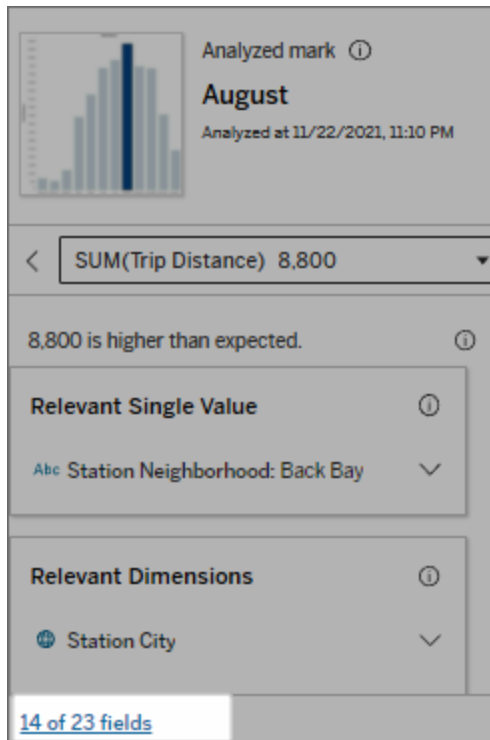 Analyzed mark
August
Analyzed at 11/22/2021, 11:10 PM
SUM(Trip Distance) 8,800
8,800 is higher than expected.
Relevant Single Value
Abc Station Neighborhood: Back Bay
Relevant Dimensions
Station City
14 of 23 fields